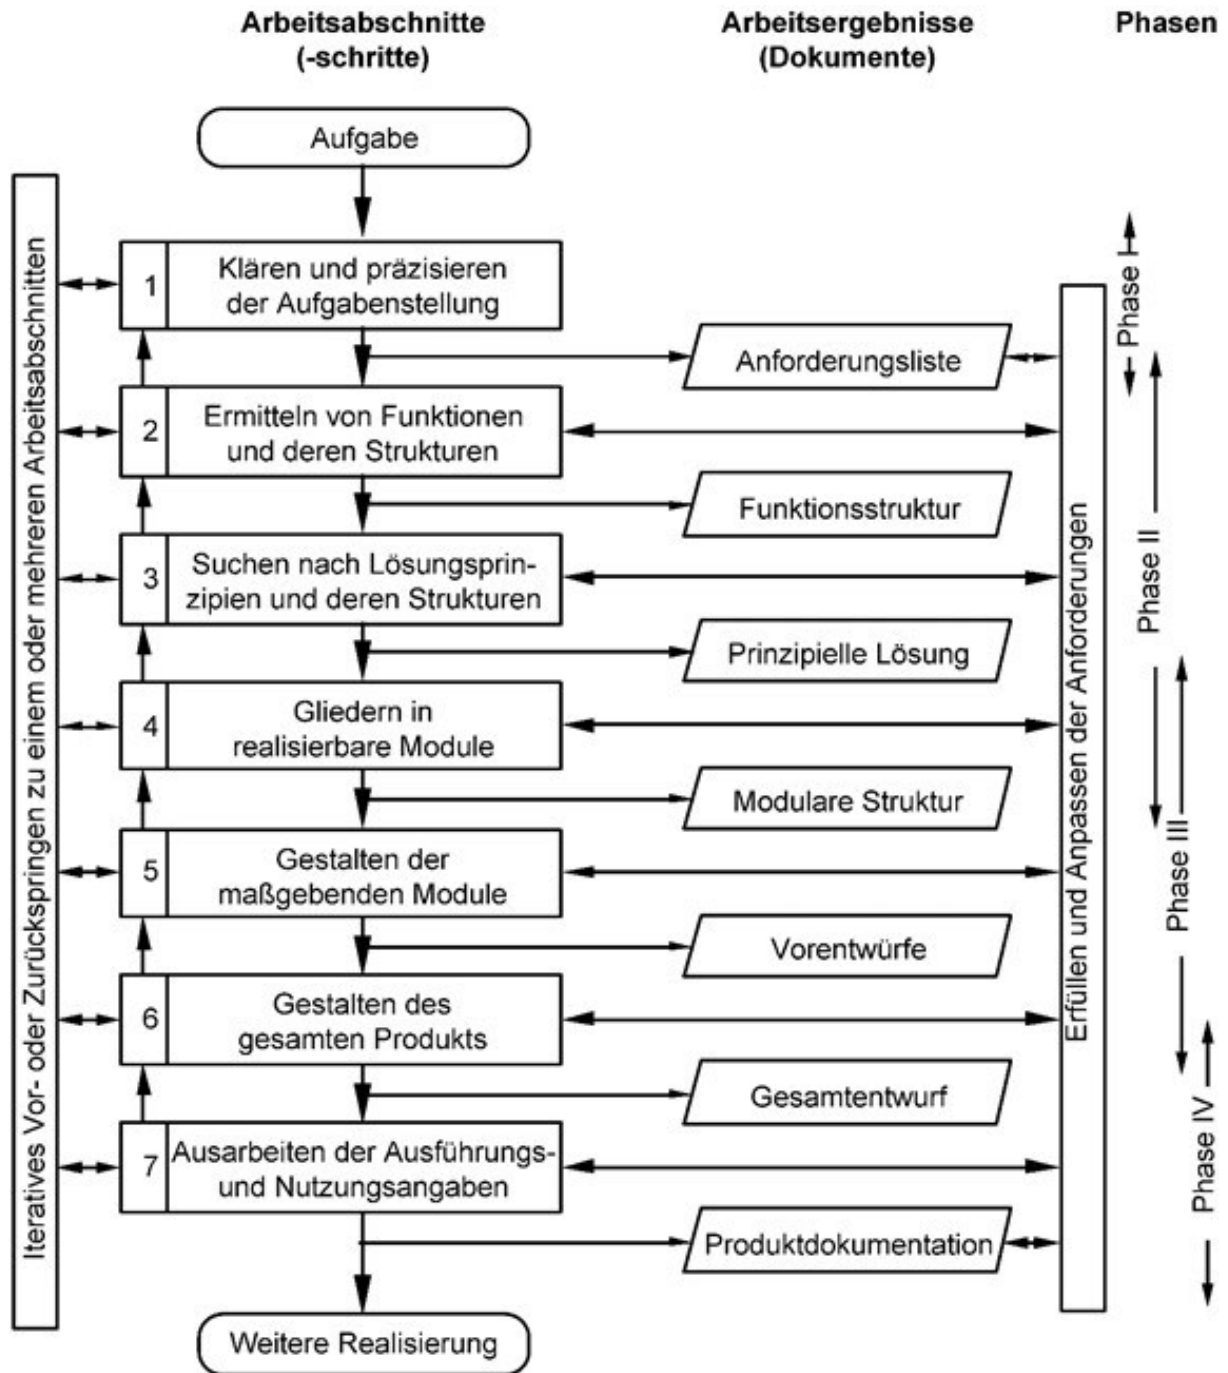 Arbeitsabschnitte
(-schritte)
Arbeitsergebnisse
(Dokumente)
Phasen
Aufgabe
Iteratives Vor- oder Zurückspringen zu einem oder mehreren Arbeitsabschnitten
1
Klären und präzisieren
der Aufgabenstellung
Anforderungsliste
2
Ermitteln von Funktionen
und deren Strukturen
Funktionsstruktur
3
Suchen nach Lösungsprin-
zipien und deren Strukturen
Prinzipielle Lösung
4
Gliedern in
realisierbare Module
Modulare Struktur
5
Gestalten der
maßgebenden Module
Vorentwürfe
6
Gestalten des
gesamten Produkts
Gesamtentwurf
7
Ausarbeiten der Ausführungs-
und Nutzungsangaben
Produktdokumentation
Weitere Realisierung
Erfüllen und Anpassen der Anforderungen
Phase I
Phase II
Phase III
Phase IV